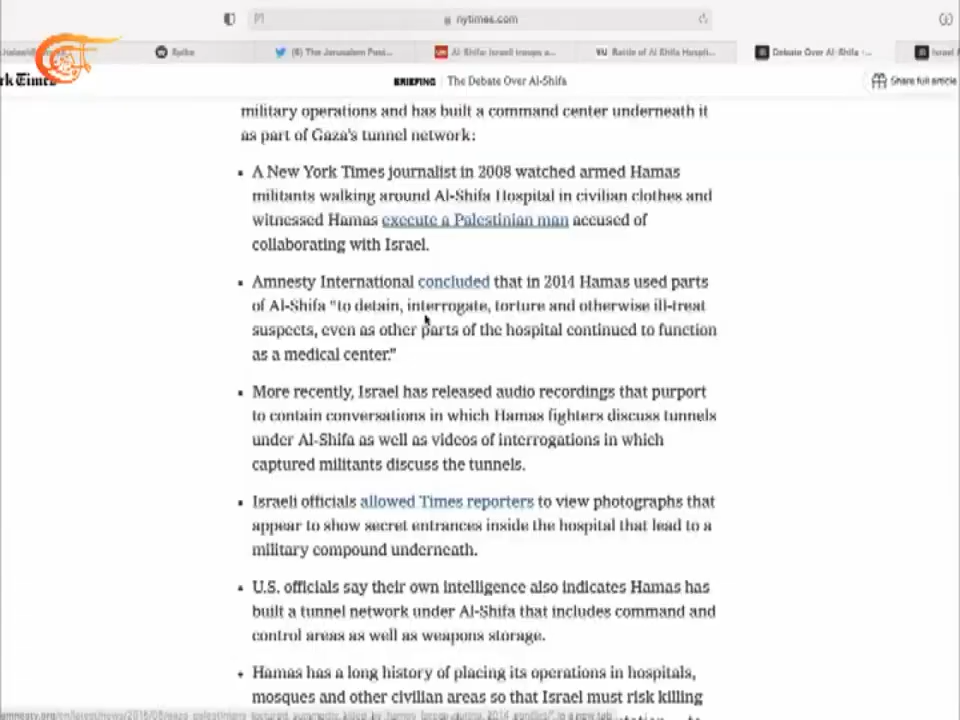 nytimes.com
Spike
(6) The Jerusalem Post...
Al-Shifa: Israeli troops a...
VU Battle of Al Shifa Hospit...
Debate Over Al-Shifa -...
Israel
rk Times
BRIEFING | The Debate Over Al-Shifa
Share full article
military operations and has built a command center underneath it
as part of Gaza's tunnel network:
• A New York Times journalist in 2008 watched armed Hamas
militants walking around Al-Shifa Hospital in civilian clothes and
witnessed Hamas execute a Palestinian man accused of
collaborating with Israel.
• Amnesty International concluded that in 2014 Hamas used parts
of Al-Shifa "to detain, interrogate, torture and otherwise ill-treat
suspects, even as other parts of the hospital continued to function
as a medical center."
• More recently, Israel has released audio recordings that purport
to contain conversations in which Hamas fighters discuss tunnels
under Al-Shifa as well as videos of interrogations in which
captured militants discuss the tunnels.
• Israeli officials allowed Times reporters to view photographs that
appear to show secret entrances inside the hospital that lead to a
military compound underneath.
• U.S. officials say their own intelligence also indicates Hamas has
built a tunnel network under Al-Shifa that includes command and
control areas as well as weapons storage.
• Hamas has a long history of placing its operations in hospitals,
mosques and other civilian areas so that Israel must risk killing